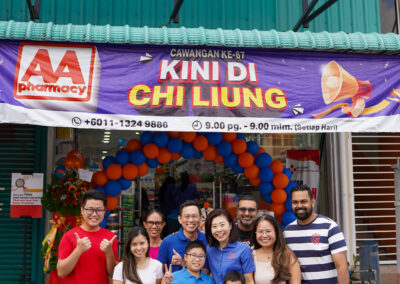 CAWANGAN KE-67
AA
pharmacy
KINI DI
CHI LIUNG
+6011-1324 9886
9.00 pg. - 9.00 mlm. (Setiap Hari)